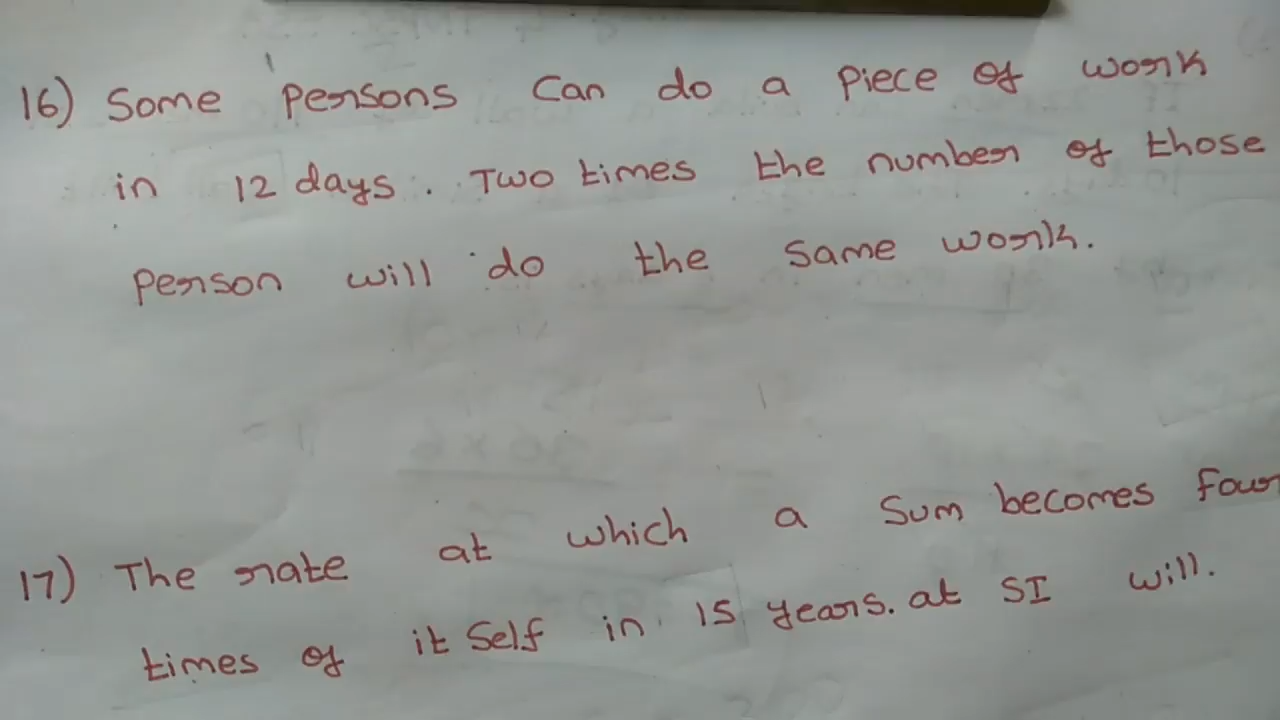 16) Some persons can do a piece of work
in 12 days. Two times the number of those
person will do the same work.
17) The rate at which a sum becomes four
times of it self in 15 years. at SI will.